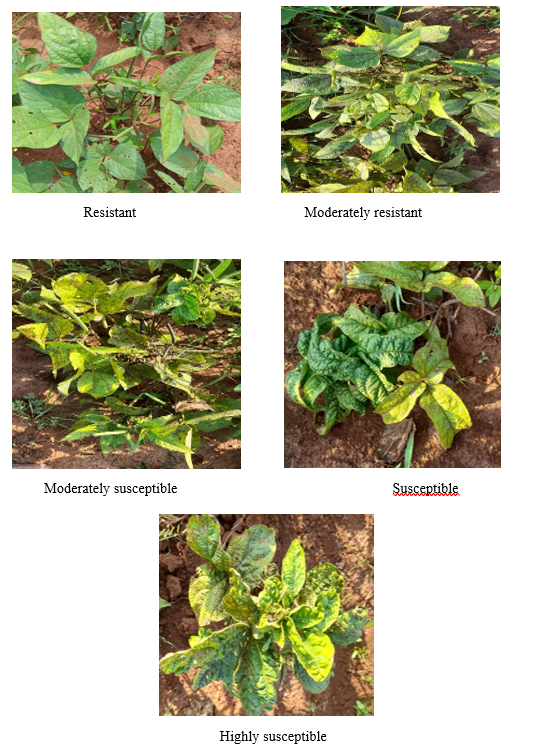 Resistant
Moderately resistant
Moderately susceptible
Susceptible
Highly susceptible